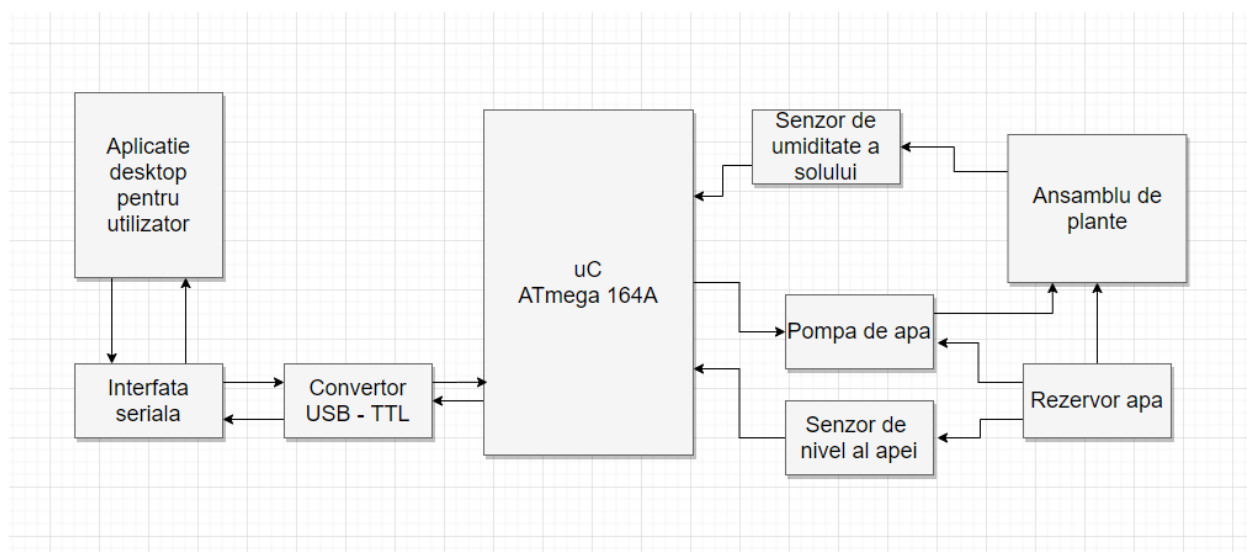 Aplicatie
desktop
pentru
utilizator
Interfata
seriala
Convertor
USB - TTL
uC
ATmega 164A
Senzor de
umiditate a
solului
Pompa de apa
Senzor de
nivel al apei
Ansamblu de
plante
Rezervor apa